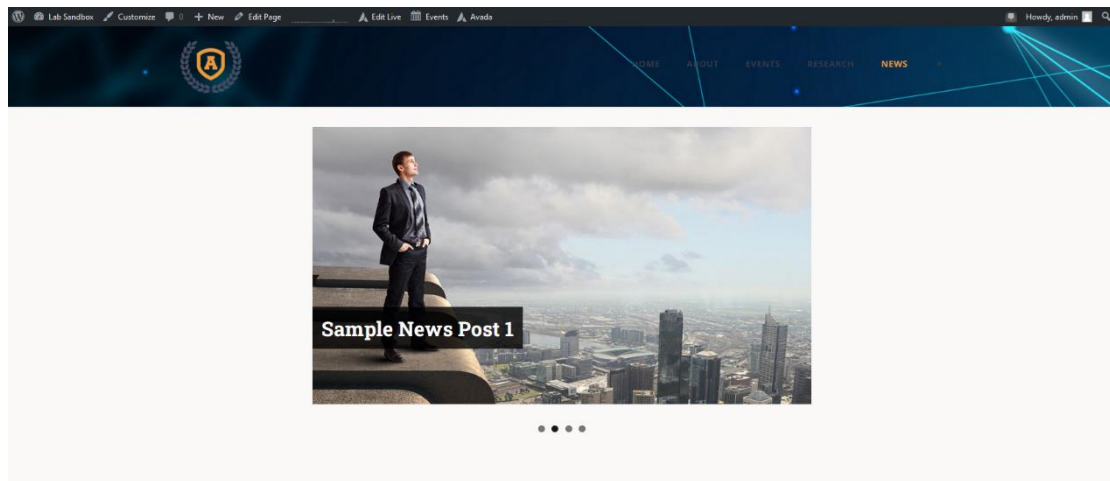 Lab Sandbox Customize 0 + New Edit Page Edit Live Events Avada Howdy, admin
A HOME ABOUT EVENTS RESEARCH NEWS
Sample News Post 1